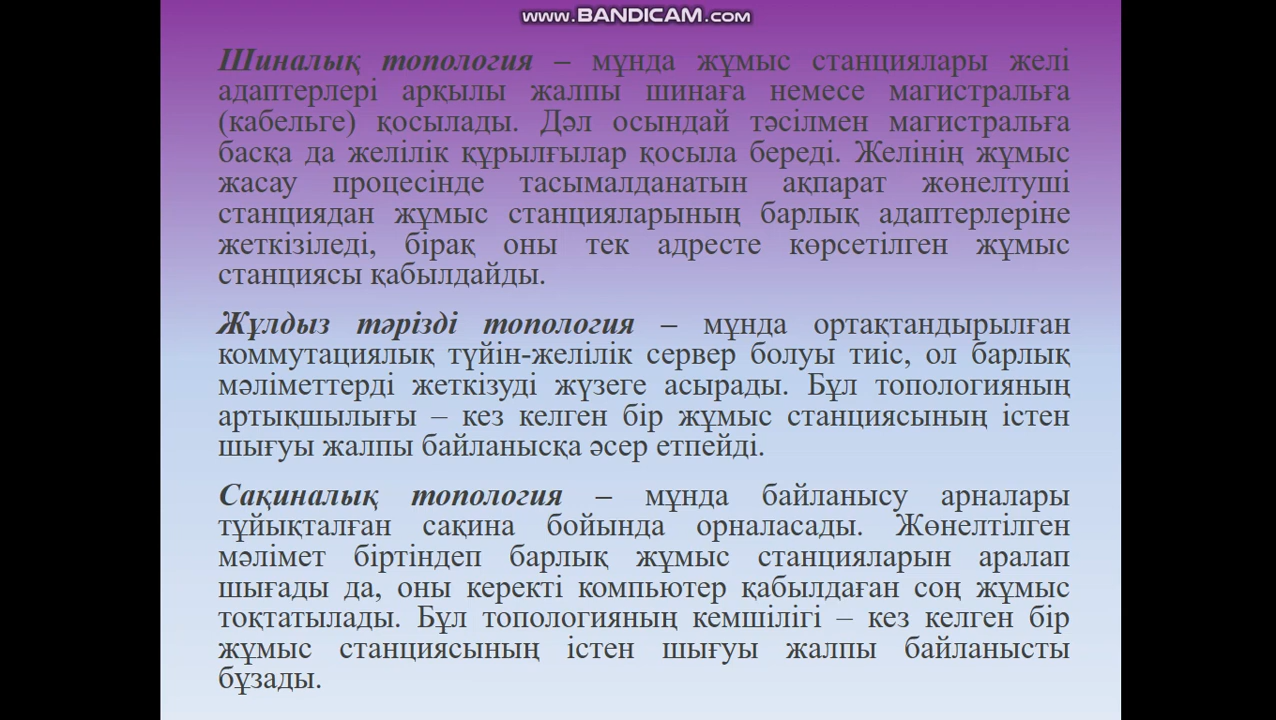 www.BANDICAM.com
Шиналық топология – мұнда жұмыс станциялары желі
адаптерлері арқылы жалпы шинаға немесе магистральға
(кабельге) қосылады. Дәл осындай тәсілмен магистральға
басқа да желілік құрылғылар қосыла береді. Желінің жұмыс
жасау процесінде тасымалданатын ақпарат жөнелтуші
станциядан жұмыс станцияларының барлық адаптерлеріне
жеткізіледі, бірақ оны тек адресте көрсетілген жұмыс
станциясы қабылдайды.
Жұлдыз тәрізді топология – мұнда ортақтандырылған
коммутациялық түйін-желілік сервер болуы тиіс, ол барлық
мәліметтерді жеткізуді жүзеге асырады. Бұл топологияның
артықшылығы – кез келген бір жұмыс станциясының істен
шығуы жалпы байланысқа әсер етпейді.
Сақиналық топология – мұнда байланысу арналары
тұйықталған сақина бойында орналасады. Жөнелтілген
мәлімет біртіндеп барлық жұмыс станцияларын аралап
шығады да, оны керекті компьютер қабылдаған соң жұмыс
тоқтатылады. Бұл топологияның кемшілігі – кез келген бір
жұмыс станциясының істен шығуы жалпы байланысты
бұзады.